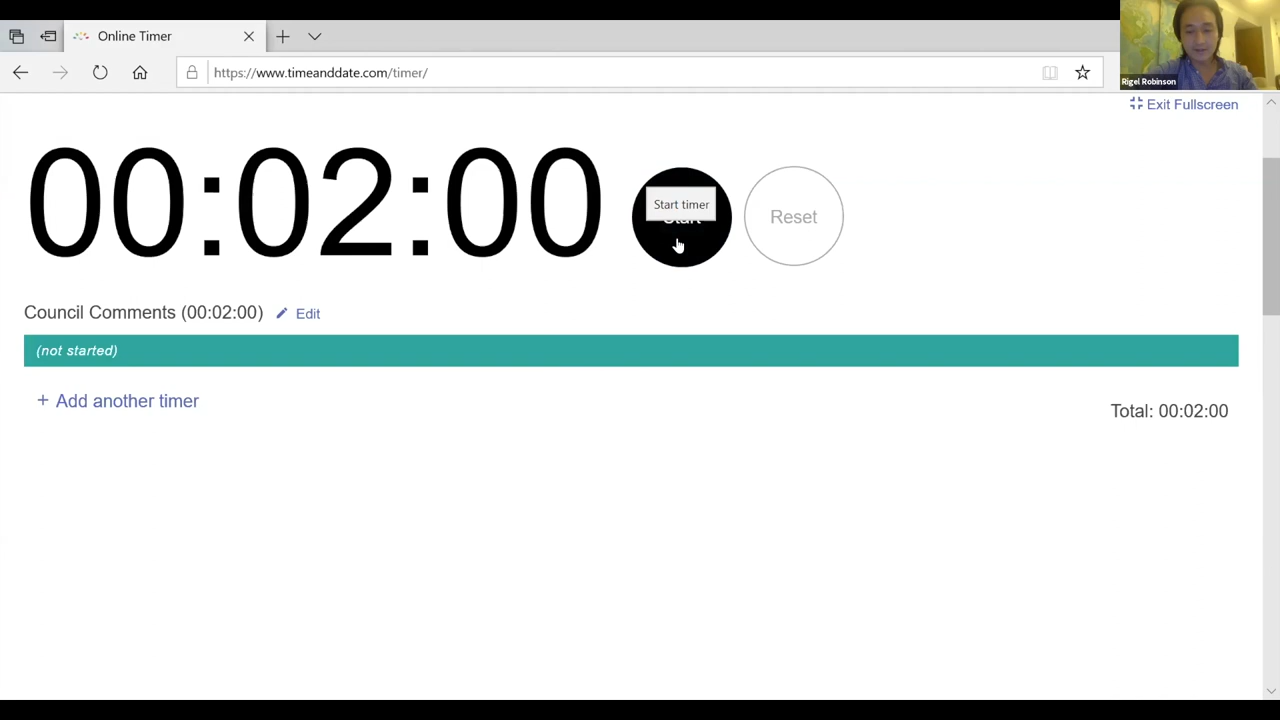 Online Timer
https://www.timeanddate.com/timer/
Rigel Robinson
Exit Fullscreen
00:02:00
Start timer
Start
Reset
Council Comments (00:02:00)
Edit
(not started)
+ Add another timer
Total: 00:02:00